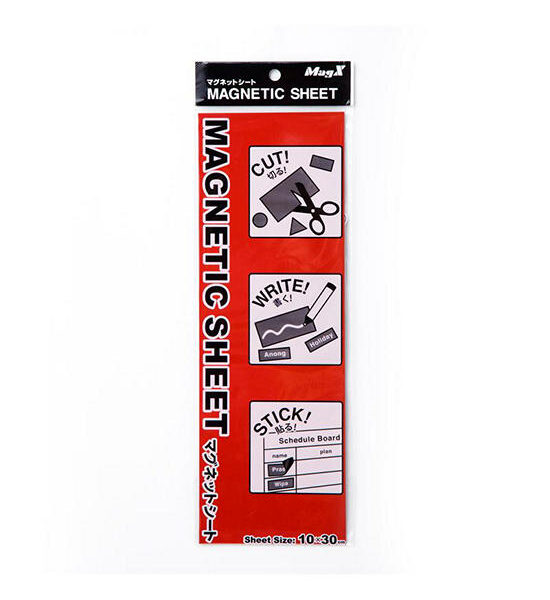 MagX
マグネットシート
MAGNETIC SHEET
MAGNETIC SHEET マグネットシート
CUT!
切る!
WRITE!
書く!
Anong
Holiday
STICK!
貼る!
Schedule Board
name
plan
Pras
Wipa
Sheet Size: 10×30cm